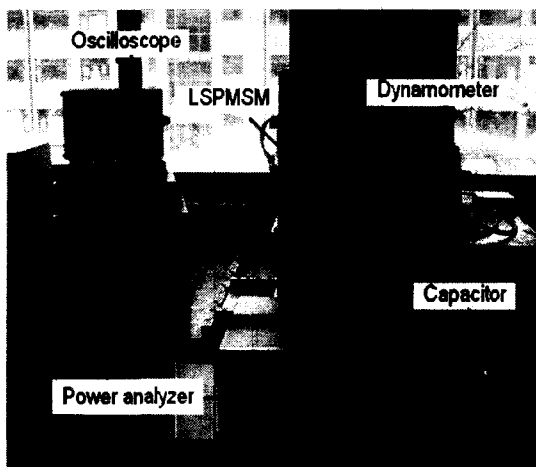 Oscilloscope
LSPMSM
Dynamometer
Capacitor
Power analyzer